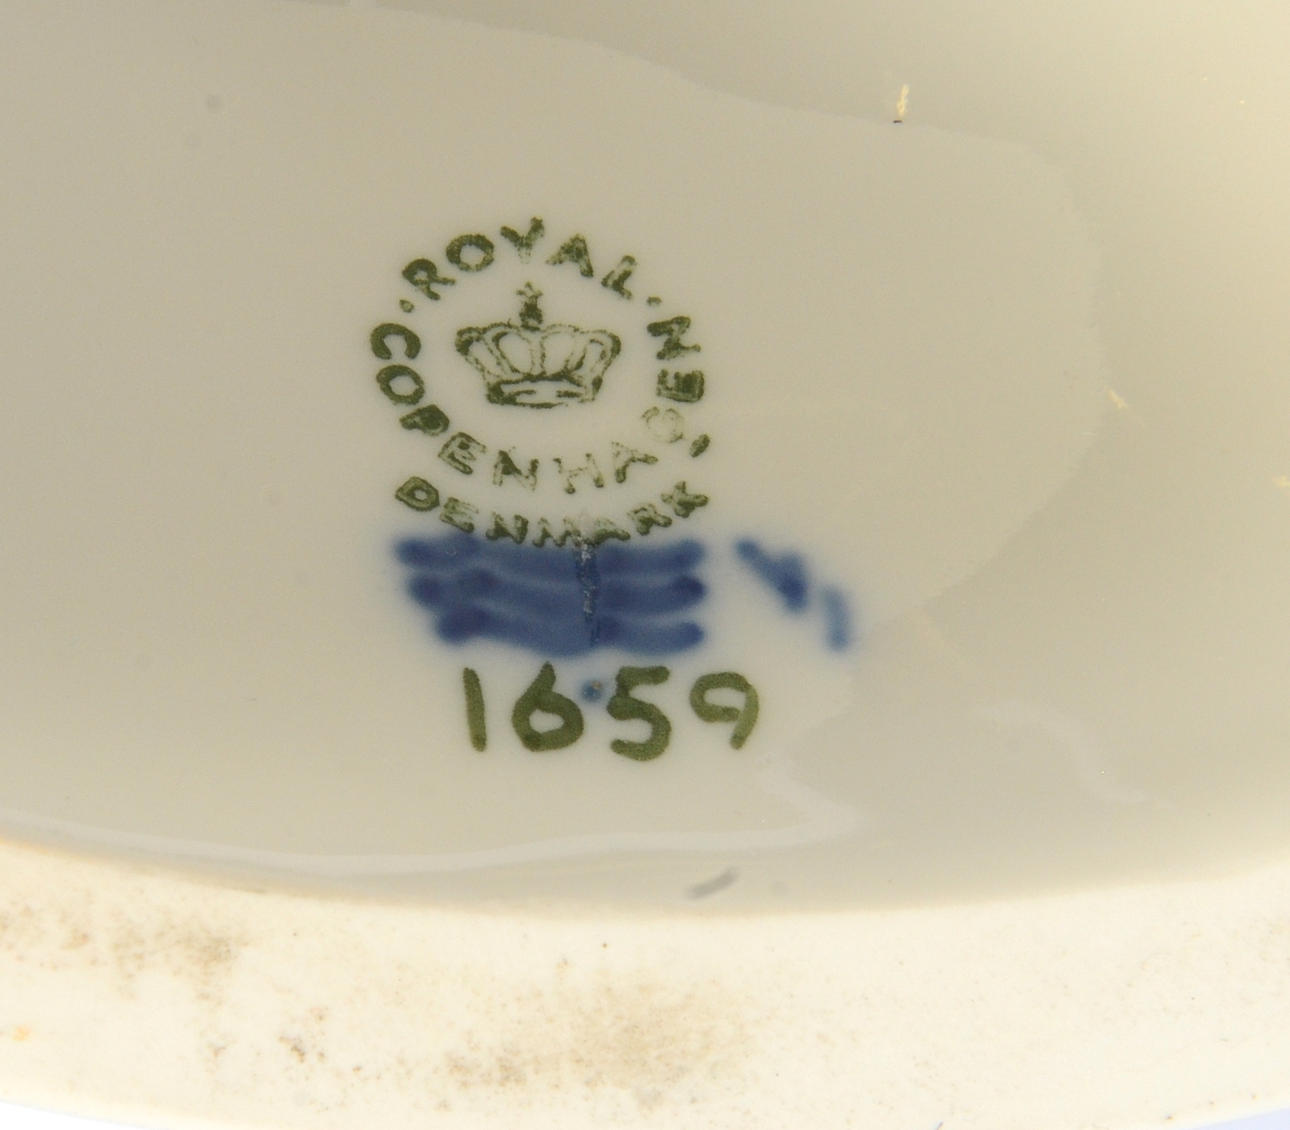 ROYAL
COPENHAGEN
DENMARK
1659